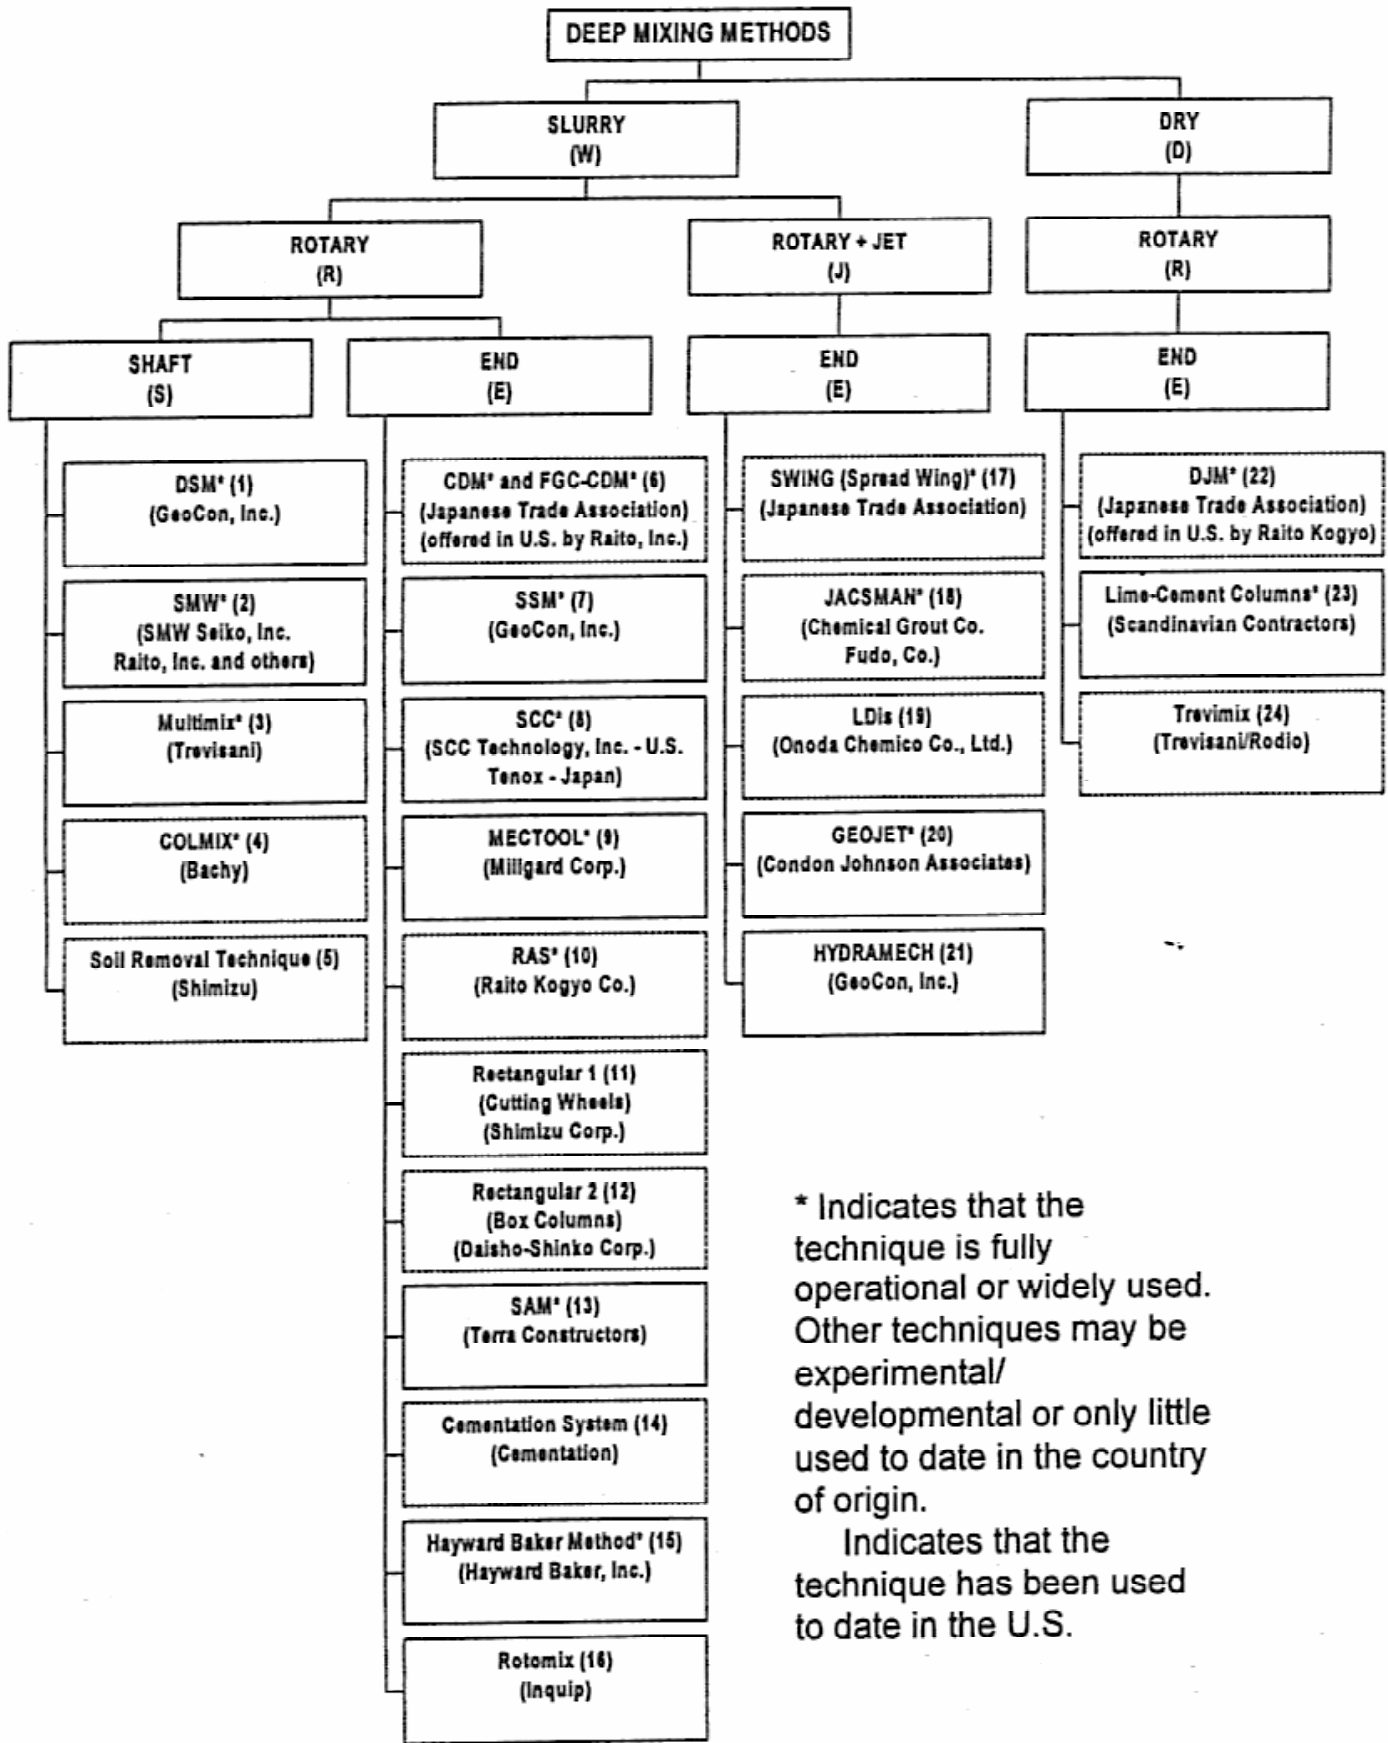 DEEP MIXING METHODS
SLURRY
(W)
DRY
(D)
ROTARY
(R)
ROTARY + JET
(J)
ROTARY
(R)
SHAFT
(S)
END
(E)
END
(E)
END
(E)
DSM* (1)
(GeoCon, Inc.)
SMW* (2)
(SMW Seiko, Inc.
Raito, Inc. and others)
Multimix* (3)
(Trevisani)
COLMIX* (4)
(Bachy)
Soil Removal Technique (5)
(Shimizu)
CDM* and FGC-CDM* (6)
(Japanese Trade Association)
(offered in U.S. by Raito, Inc.)
SSM* (7)
(GeoCon, Inc.)
SCC* (8)
(SCC Technology, Inc. - U.S.
Tenox - Japan)
MECTOOL* (9)
(Millgard Corp.)
RAS* (10)
(Raito Kogyo Co.)
Rectangular 1 (11)
(Cutting Wheels)
(Shimizu Corp.)
Rectangular 2 (12)
(Box Columns)
(Daisho-Shinko Corp.)
SAM* (13)
(Terra Constructors)
Cementation System (14)
(Cementation)
Hayward Baker Method* (15)
(Hayward Baker, Inc.)
Rotomix (16)
(Inquip)
SWING (Spread Wing)* (17)
(Japanese Trade Association)
JACSMAN* (18)
(Chemical Grout Co.
Fudo, Co.)
LDis (19)
(Onoda Chemico Co., Ltd.)
GEOJET* (20)
(Condon Johnson Associates)
HYDRAMECH (21)
(GeoCon, Inc.)
DJM* (22)
(Japanese Trade Association)
(offered in U.S. by Raito Kogyo)
Lime-Cement Columns* (23)
(Scandinavian Contractors)
Trevimix (24)
(Trevisani/Rodio)
* Indicates that the
technique is fully
operational or widely used.
Other techniques may be
experimental/
developmental or only little
used to date in the country
of origin.
Indicates that the
technique has been used
to date in the U.S.